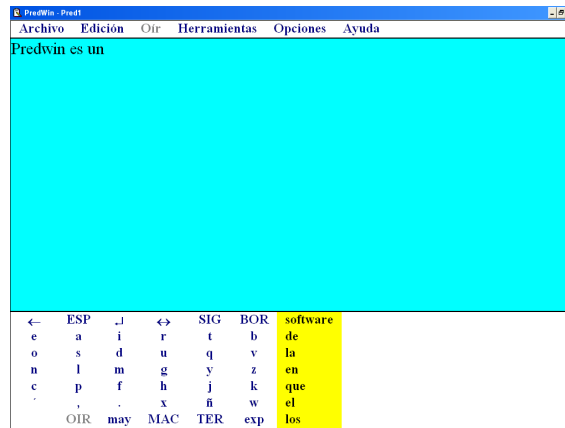 PredWin - Pred1
Archivo Edición Oír Herramientas Opciones Ayuda
Predwin es un
← ESP ↵ ↔ SIG BOR software
e a i r t b de
o s d u q v la
n l m g y z en
c p f h j k que
´ , . x ñ w el
OIR may MAC TER exp los